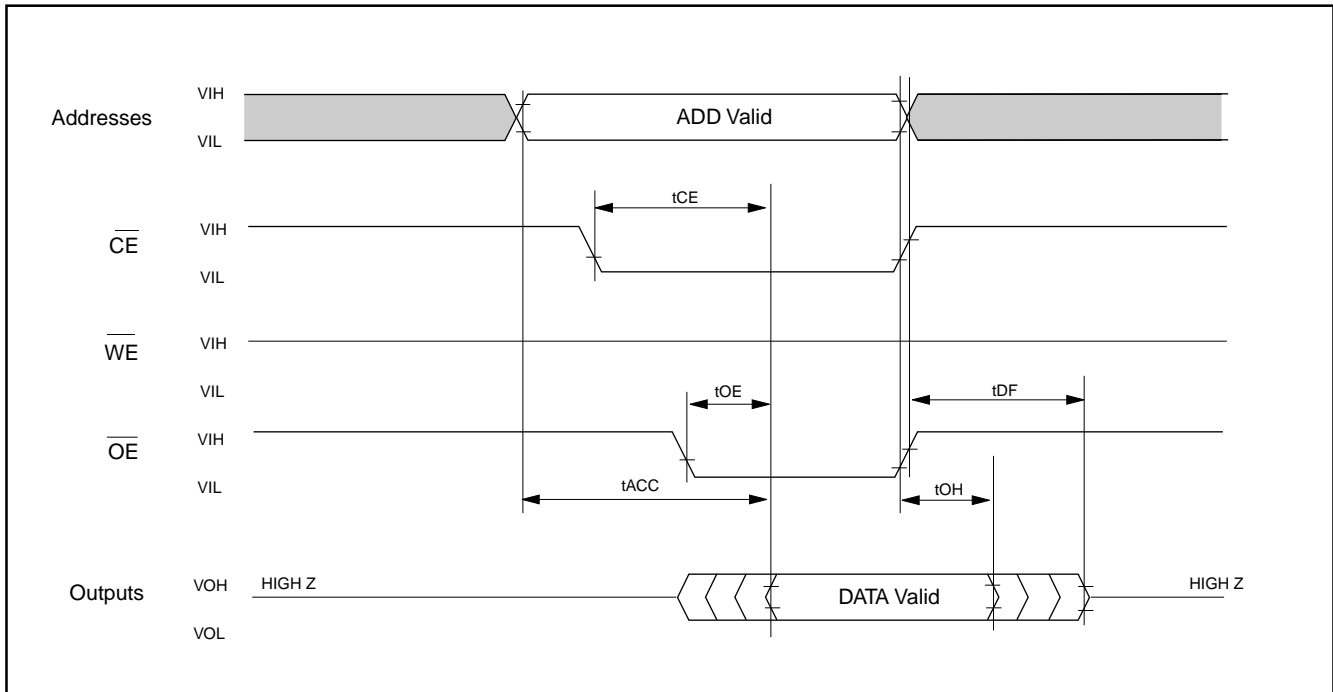 VIH
Addresses
ADD Valid
VIL
tCE
VIH
CE
VIL
VIH
WE
VIL
tOE
tDF
VIH
OE
VIL
tACC
tOH
VOH
HIGH Z
Outputs
DATA Valid
HIGH Z
VOL